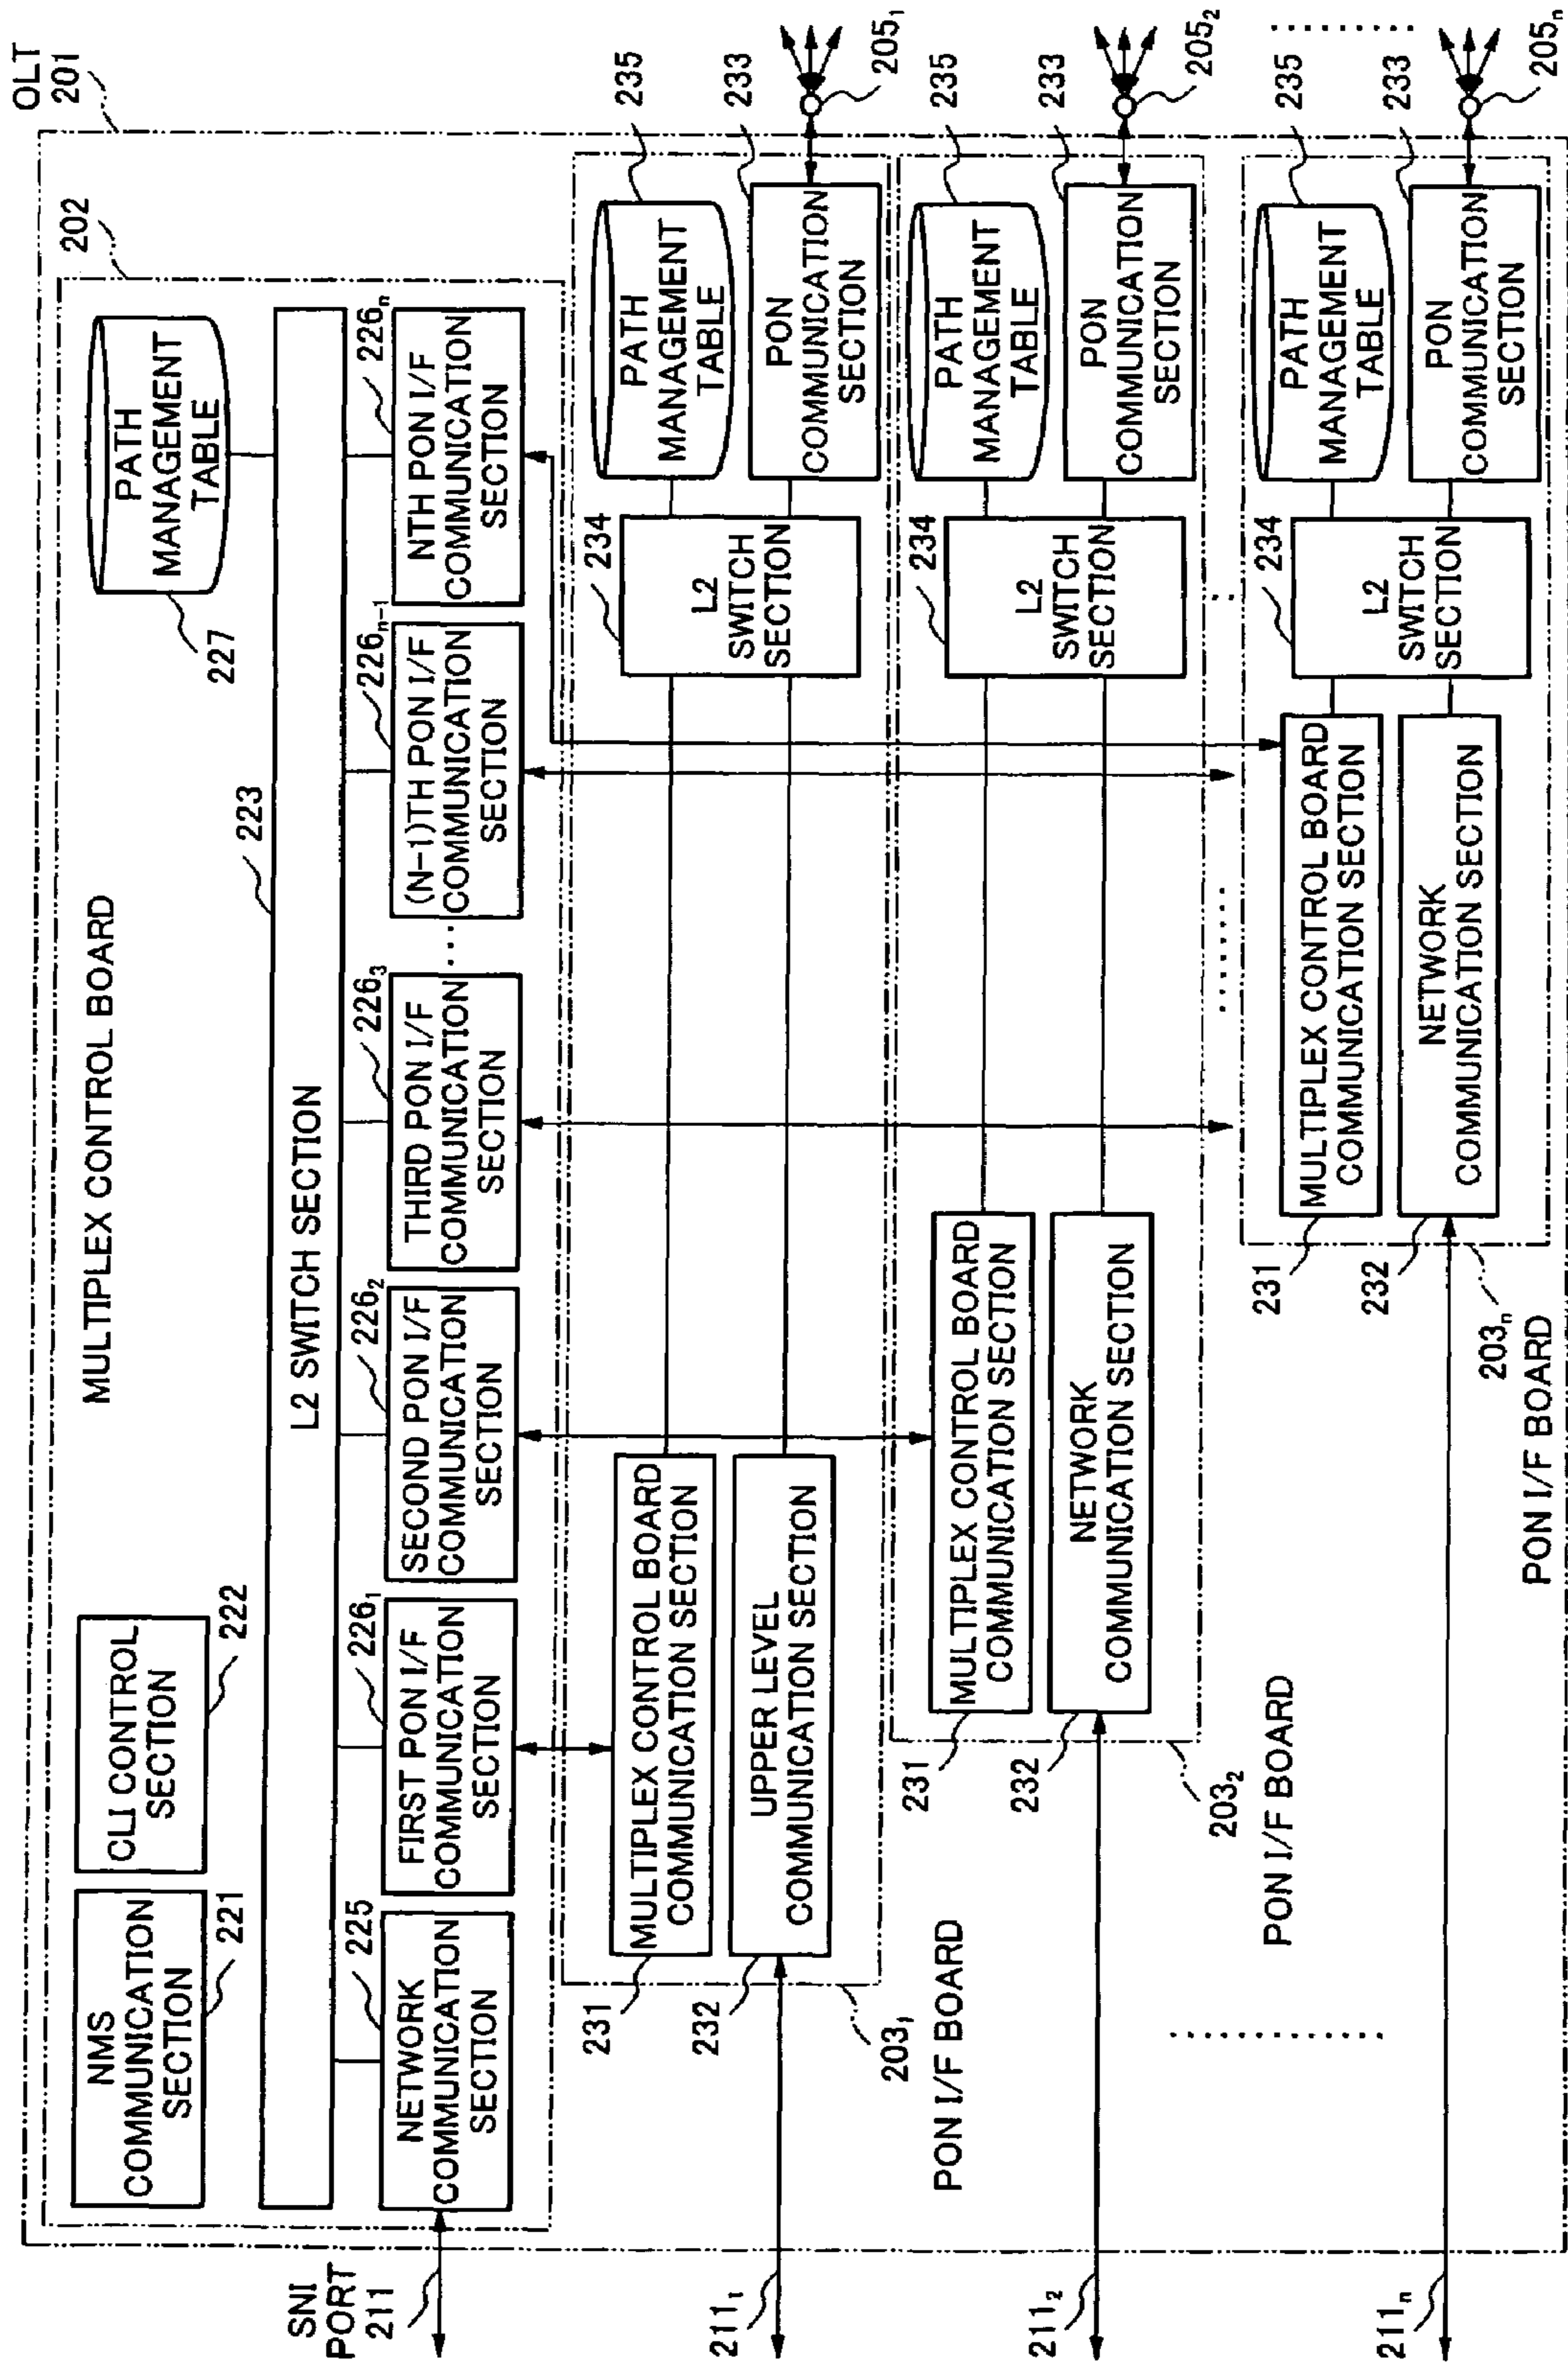 OLT
201
202
MULTIPLEX CONTROL BOARD
NMS
COMMUNICATION
SECTION
221
CLI CONTROL
SECTION
222
PATH
MANAGEMENT
TABLE
227
223
L2 SWITCH SECTION
SNI
PORT
211
NETWORK
COMMUNICATION
SECTION
225
FIRST PON I/F
COMMUNICATION
SECTION
226₁
SECOND PON I/F
COMMUNICATION
SECTION
226₂
THIRD PON I/F
COMMUNICATION
SECTION
226₃
(N-1)TH PON I/F
COMMUNICATION
SECTION
226ₙ₋₁
NTH PON I/F
COMMUNICATION
SECTION
226ₙ
MULTIPLEX CONTROL BOARD
COMMUNICATION SECTION
231
UPPER LEVEL
COMMUNICATION SECTION
232
234
L2
SWITCH
SECTION
PATH
MANAGEMENT
TABLE
235
PON
COMMUNICATION
SECTION
233
205₁
211₁
203₁
PON I/F BOARD
MULTIPLEX CONTROL BOARD
COMMUNICATION SECTION
231
NETWORK
COMMUNICATION SECTION
232
234
L2
SWITCH
SECTION
PATH
MANAGEMENT
TABLE
235
PON
COMMUNICATION
SECTION
233
205₂
211₂
203₂
PON I/F BOARD
MULTIPLEX CONTROL BOARD
COMMUNICATION SECTION
231
NETWORK
COMMUNICATION SECTION
232
234
L2
SWITCH
SECTION
PATH
MANAGEMENT
TABLE
235
PON
COMMUNICATION
SECTION
233
205ₙ
211ₙ
203ₙ
PON I/F BOARD